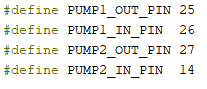 #define PUMP1_OUT_PIN 25
#define PUMP1_IN_PIN  26
#define PUMP2_OUT_PIN 27
#define PUMP2_IN_PIN  14